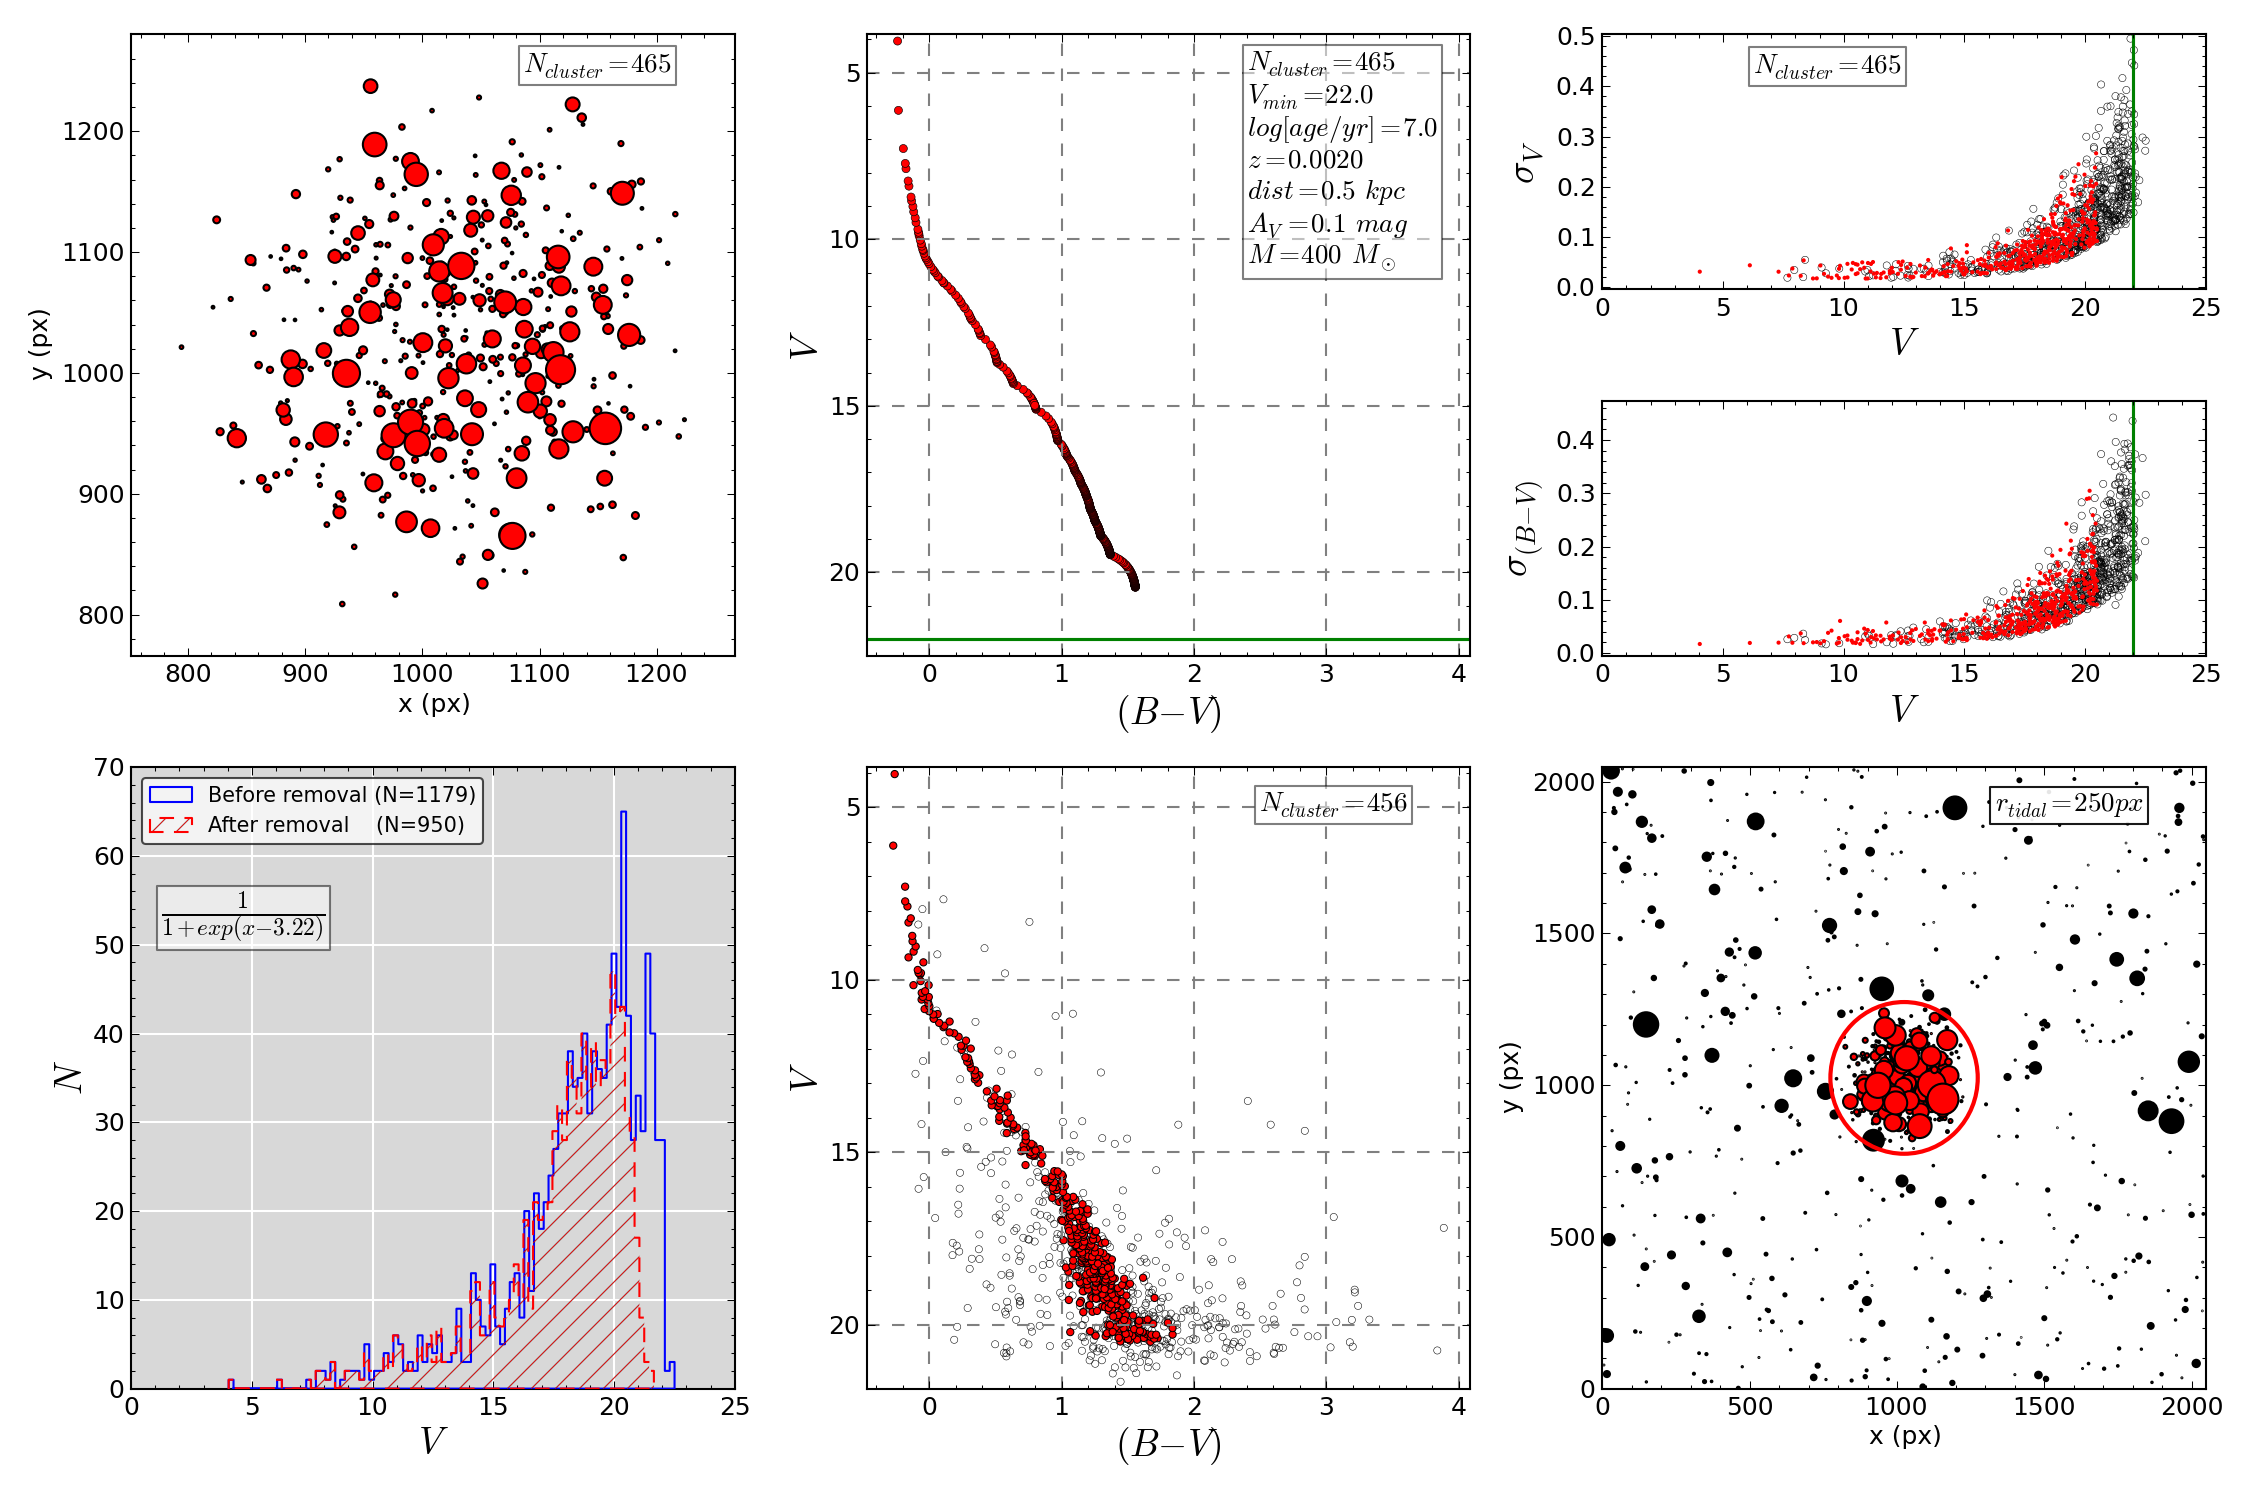 N_cluster=465
1200
1100
1000
900
800
y (px)
800 900 1000 1100 1200
x (px)
N_cluster=465
V_min=22.0
log[age/yr]=7.0
z=0.0020
dist=0.5 kpc
A_V=0.1 mag
M=400 M_⊙
5
10
15
20
V
0 1 2 3 4
(B−V)
N_cluster=465
0.5
0.4
0.3
0.2
0.1
0.0
σ_V
0 5 10 15 20 25
V
0.4
0.3
0.2
0.1
0.0
σ_(B−V)
0 5 10 15 20 25
V
Before removal (N=1179)
After removal (N=950)
1
1+exp(x−3.22)
70
60
50
40
30
20
10
0
N
0 5 10 15 20 25
V
N_cluster=456
5
10
15
20
V
0 1 2 3 4
(B−V)
r_tidal=250px
2000
1500
1000
500
0
y (px)
0 500 1000 1500 2000
x (px)